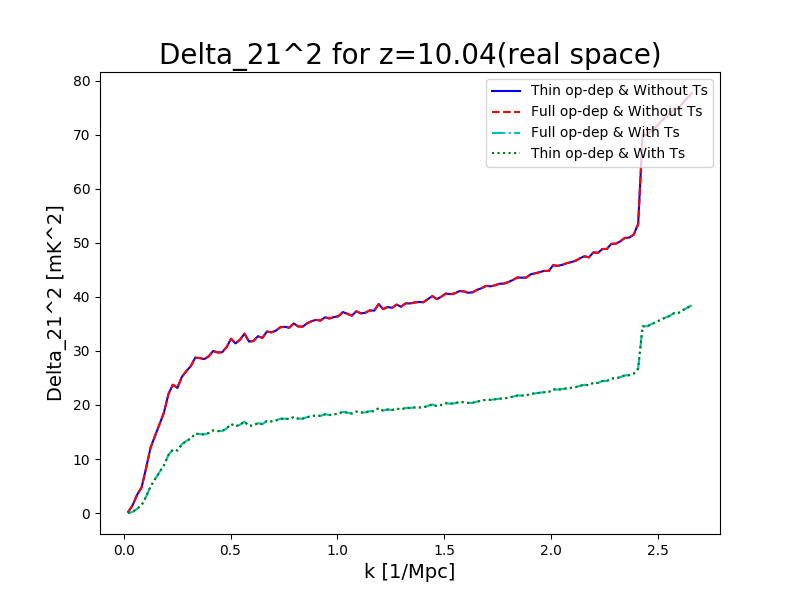 Delta_21^2 for z=10.04(real space)
Thin op-dep & Without Ts
Full op-dep & Without Ts
Full op-dep & With Ts
Thin op-dep & With Ts
Delta_21^2 [mK^2]
80
70
60
50
40
30
20
10
0
0.0
0.5
1.0
1.5
2.0
2.5
k [1/Mpc]